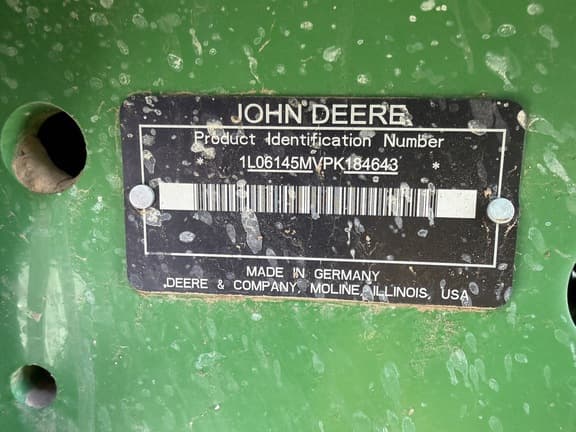 JOHN DEERE
Product Identification Number
* 1L06145MVPK184643 *
MADE IN GERMANY
DEERE & COMPANY, MOLINE, ILLINOIS, USA